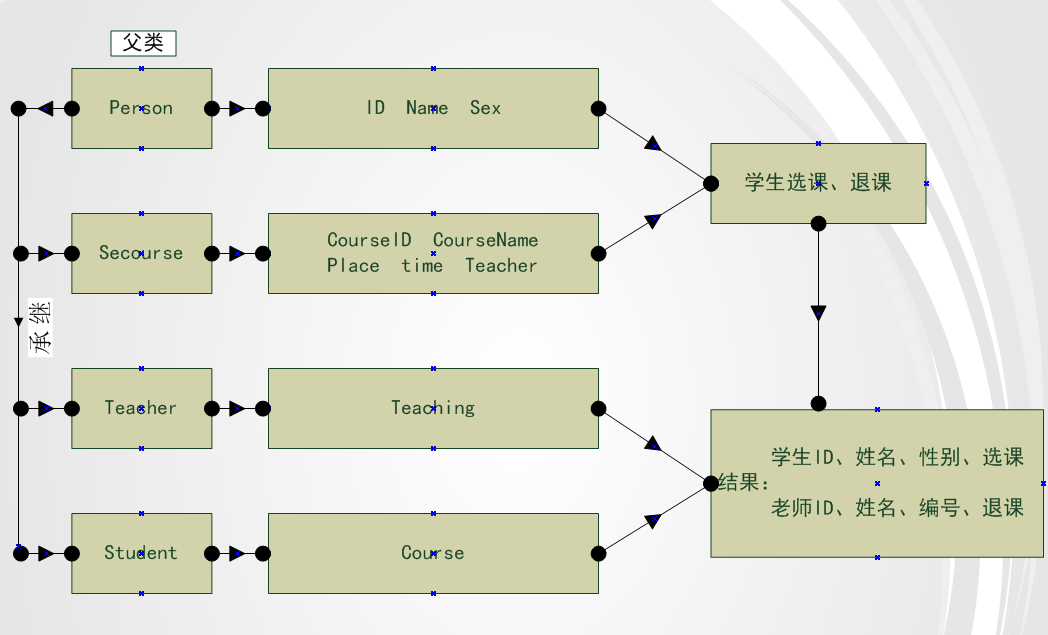 父类
Person
ID Name Sex
学生选课、退课
Secourse
CourseID CourseName
Place time Teacher
继承
Teacher
Teaching
学生ID、姓名、性别、选课
结果:
老师ID、姓名、编号、退课
Student
Course